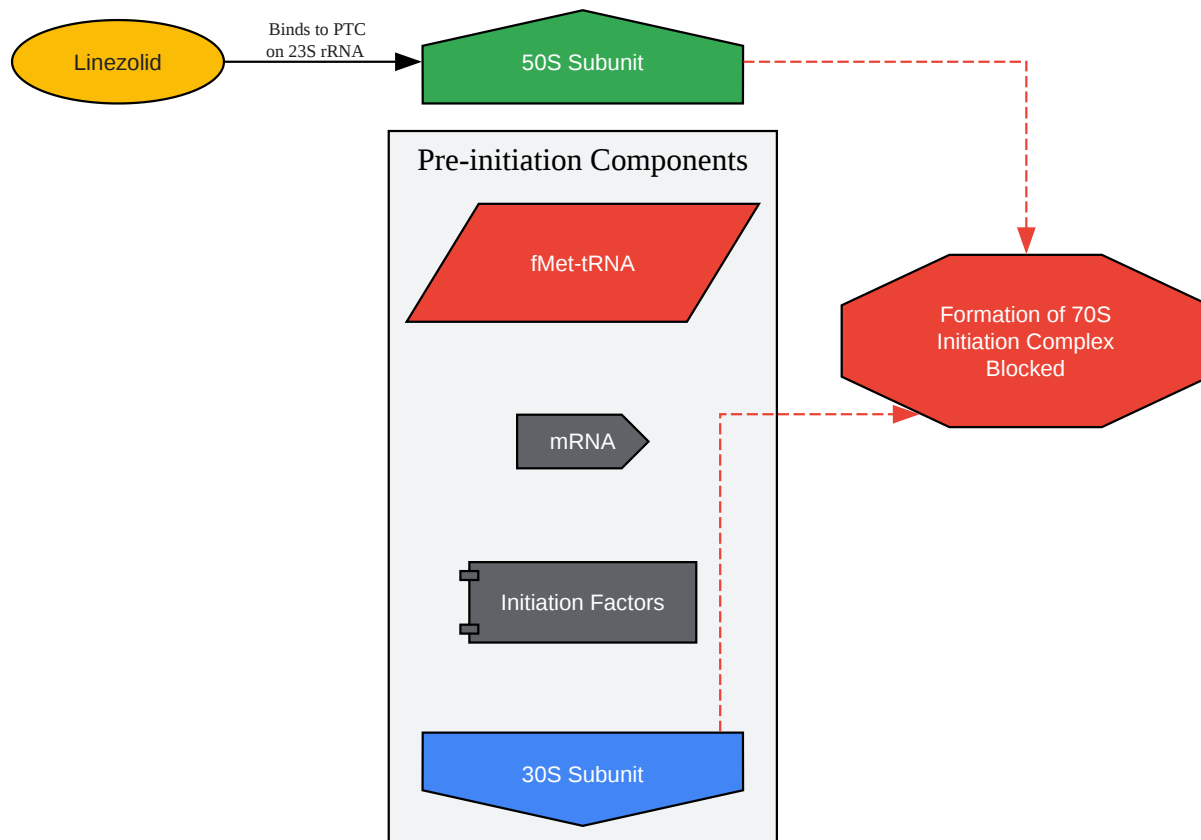 Linezolid
Binds to PTC
on 23S rRNA
50S Subunit
Pre-initiation Components
fMet-tRNA
Formation of 70S
Initiation Complex
Blocked
mRNA
Initiation Factors
30S Subunit